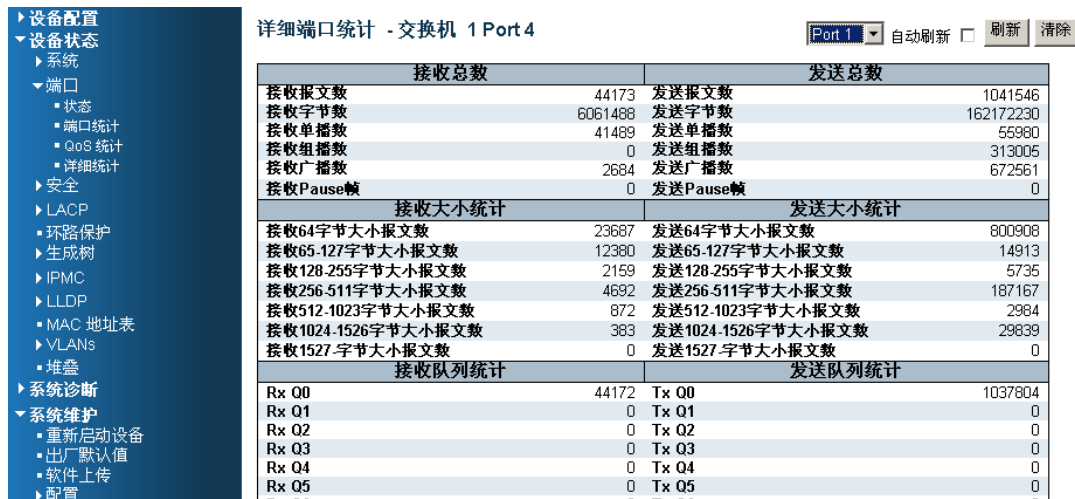 设备配置
设备状态
系统
端口
状态
端口统计
QoS 统计
详细统计
安全
LACP
环路保护
生成树
IPMC
LLDP
MAC 地址表
VLANs
堆叠
系统诊断
系统维护
重新启动设备
出厂默认值
软件上传
配置
详细端口统计 - 交换机 1 Port 4
Port 1 自动刷新 刷新 清除
接收总数 发送总数
接收报文数 44173 发送报文数 1041546
接收字节数 6061488 发送字节数 162172230
接收单播数 41489 发送单播数 55980
接收组播数 0 发送组播数 313005
接收广播数 2684 发送广播数 672561
接收Pause帧 0 发送Pause帧 0
接收大小统计 发送大小统计
接收64字节大小报文数 23687 发送64字节大小报文数 800908
接收65-127字节大小报文数 12380 发送65-127字节大小报文数 14913
接收128-255字节大小报文数 2159 发送128-255字节大小报文数 5735
接收256-511字节大小报文数 4692 发送256-511字节大小报文数 187167
接收512-1023字节大小报文数 872 发送512-1023字节大小报文数 2984
接收1024-1526字节大小报文数 383 发送1024-1526字节大小报文数 29839
接收1527-字节大小报文数 0 发送1527-字节大小报文数 0
接收队列统计 发送队列统计
Rx Q0 44172 Tx Q0 1037804
Rx Q1 0 Tx Q1 0
Rx Q2 0 Tx Q2 0
Rx Q3 0 Tx Q3 0
Rx Q4 0 Tx Q4 0
Rx Q5 0 Tx Q5 0